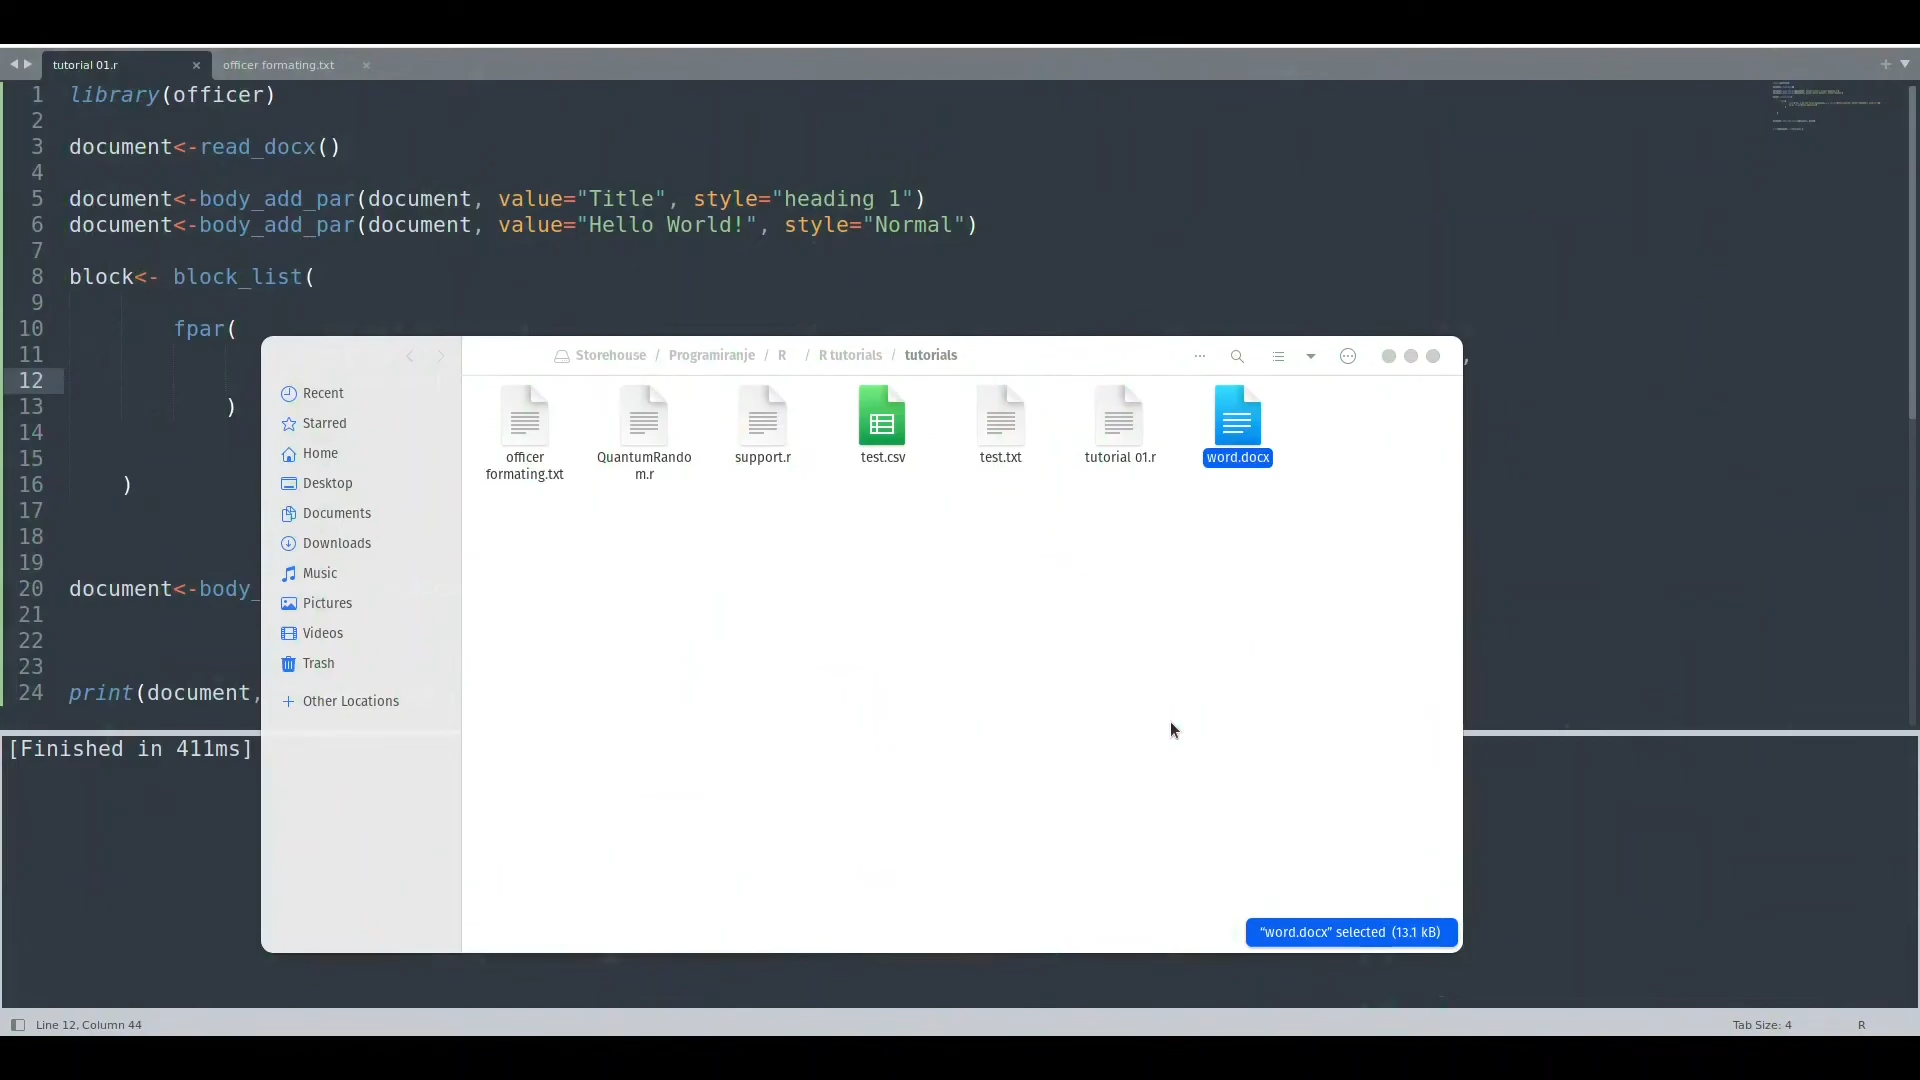 tutorial 01.r
officer formating.txt
1 library(officer)
2
3 document<-read_docx()
4
5 document<-body_add_par(document, value="Title", style="heading 1")
6 document<-body_add_par(document, value="Hello World!", style="Normal")
7
8 block<- block_list(
9
10 fpar(
11 ,
12
13 )
14
15
16 )
17
18
19
20 document<-body_
21
22
23
24 print(document,
Storehouse / Programiranje / R / R tutorials / tutorials
Recent
Starred
Home
Desktop
Documents
Downloads
Music
Pictures
Videos
Trash
Other Locations
officer formating.txt
QuantumRandom.r
support.r
test.csv
test.txt
tutorial 01.r
word.docx
"word.docx" selected (13.1 kB)
[Finished in 411ms]
Line 12, Column 44
Tab Size: 4
R